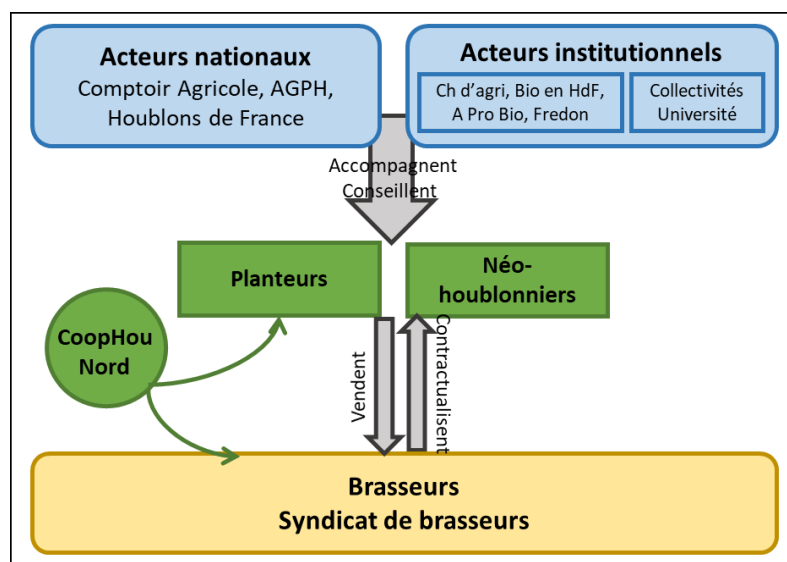 Acteurs nationaux
Comptoir Agricole, AGPH,
Houblons de France
Acteurs institutionnels
Ch d'agri, Bio en HdF,
A Pro Bio, Fredon
Collectivités
Université
Accompagnent
Conseillent
Planteurs
Néo-
houblonniers
CoopHou
Nord
Vendent
Contractualisent
Brasseurs
Syndicat de brasseurs